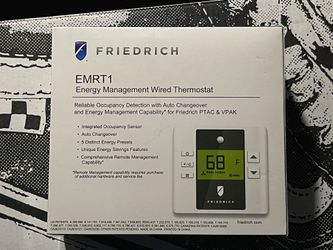 FRIEDRICH
EMRT1
Energy Management Wired Thermostat
Reliable Occupancy Detection with Auto Changeover
and Energy Management Capability* for Friedrich PTAC & VPAK
• Integrated Occupancy Sensor
• Auto Changeover
• 5 Distinct Energy Presets
• Unique Energy Savings Features
• Comprehensive Remote Management
Capability*
*Remote Management capability requires purchase
of additional hardware and service fee.
68
F
FRIEDRICH
friedrich.com